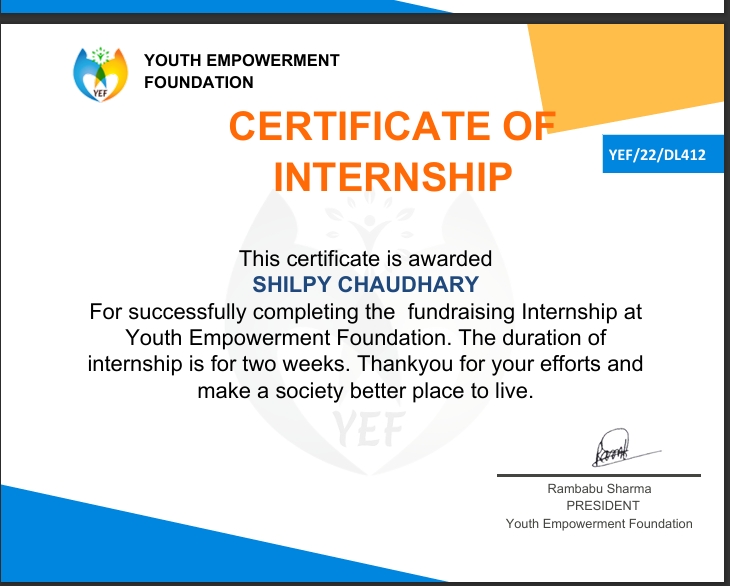 YOUTH EMPOWERMENT
FOUNDATION
YEF
CERTIFICATE OF
INTERNSHIP
YEF/22/DL412
This certificate is awarded
SHILPY CHAUDHARY
For successfully completing the  fundraising Internship at
Youth Empowerment Foundation. The duration of
internship is for two weeks. Thankyou for your efforts and
make a society better place to live.
YEF
Rambabu Sharma
PRESIDENT
Youth Empowerment Foundation